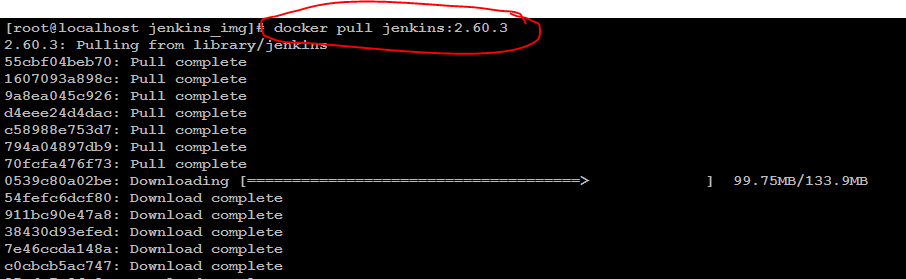 [root@localhost jenkins_img]# docker pull jenkins:2.60.3
2.60.3: Pulling from library/jenkins
55cbf04beb70: Pull complete
1607093a898c: Pull complete
9a8ea045c926: Pull complete
d4eee24d4dac: Pull complete
c58988e753d7: Pull complete
794a04897db9: Pull complete
70fcfa476f73: Pull complete
0539c80a02be: Downloading [=====================================>             ]  99.75MB/133.9MB
54fefc6dcf80: Download complete
911bc90e47a8: Download complete
38430d93efed: Download complete
7e46ccda148a: Download complete
c0cbcb5ac747: Download complete